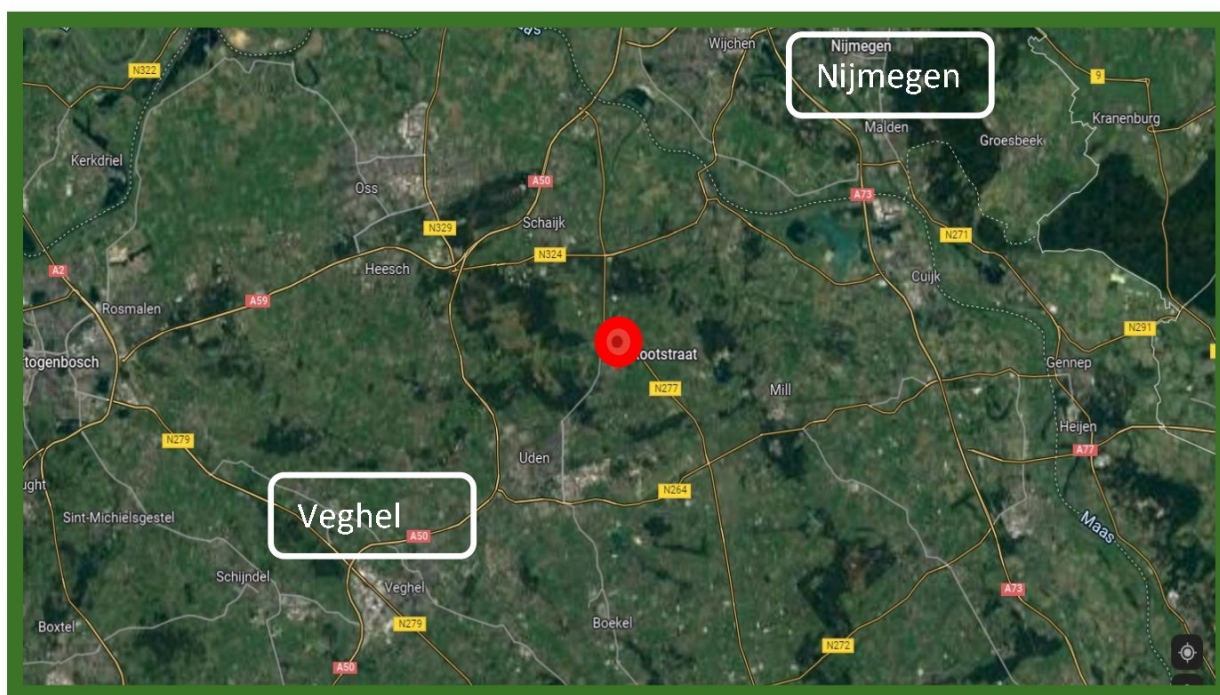 Wijchen
Nijmegen
Nijmegen
N322
9
Kranenburg
Malden
Groesbeek
Kerkdriel
Oss
A50
A73
Schaijk
N329
N324
N271
A2
Heesch
Cuijk
A59
Rosmalen
N291
togenbosch
ootstraat
Gennep
N277
Mill
N279
Heijen
Uden
A77
ught
N264
Veghel
Sint-Michielsgestel
A50
Maas
Schijndel
Veghel
A73
Boxtel
N279
Boekel
N272
A50